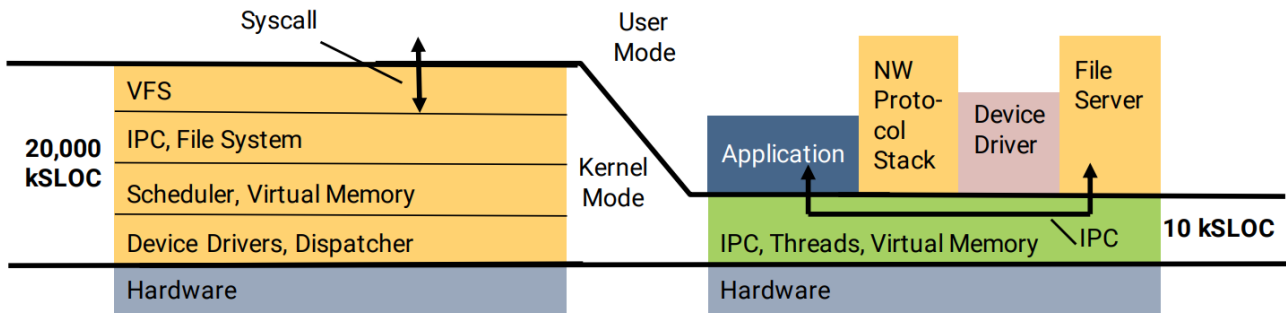 Syscall
User
Mode
VFS
IPC, File System
20,000
kSLOC
Scheduler, Virtual Memory
Device Drivers, Dispatcher
Hardware
Kernel
Mode
Application
NW
Proto-
col
Stack
Device
Driver
File
Server
IPC, Threads, Virtual Memory
IPC
10 kSLOC
Hardware